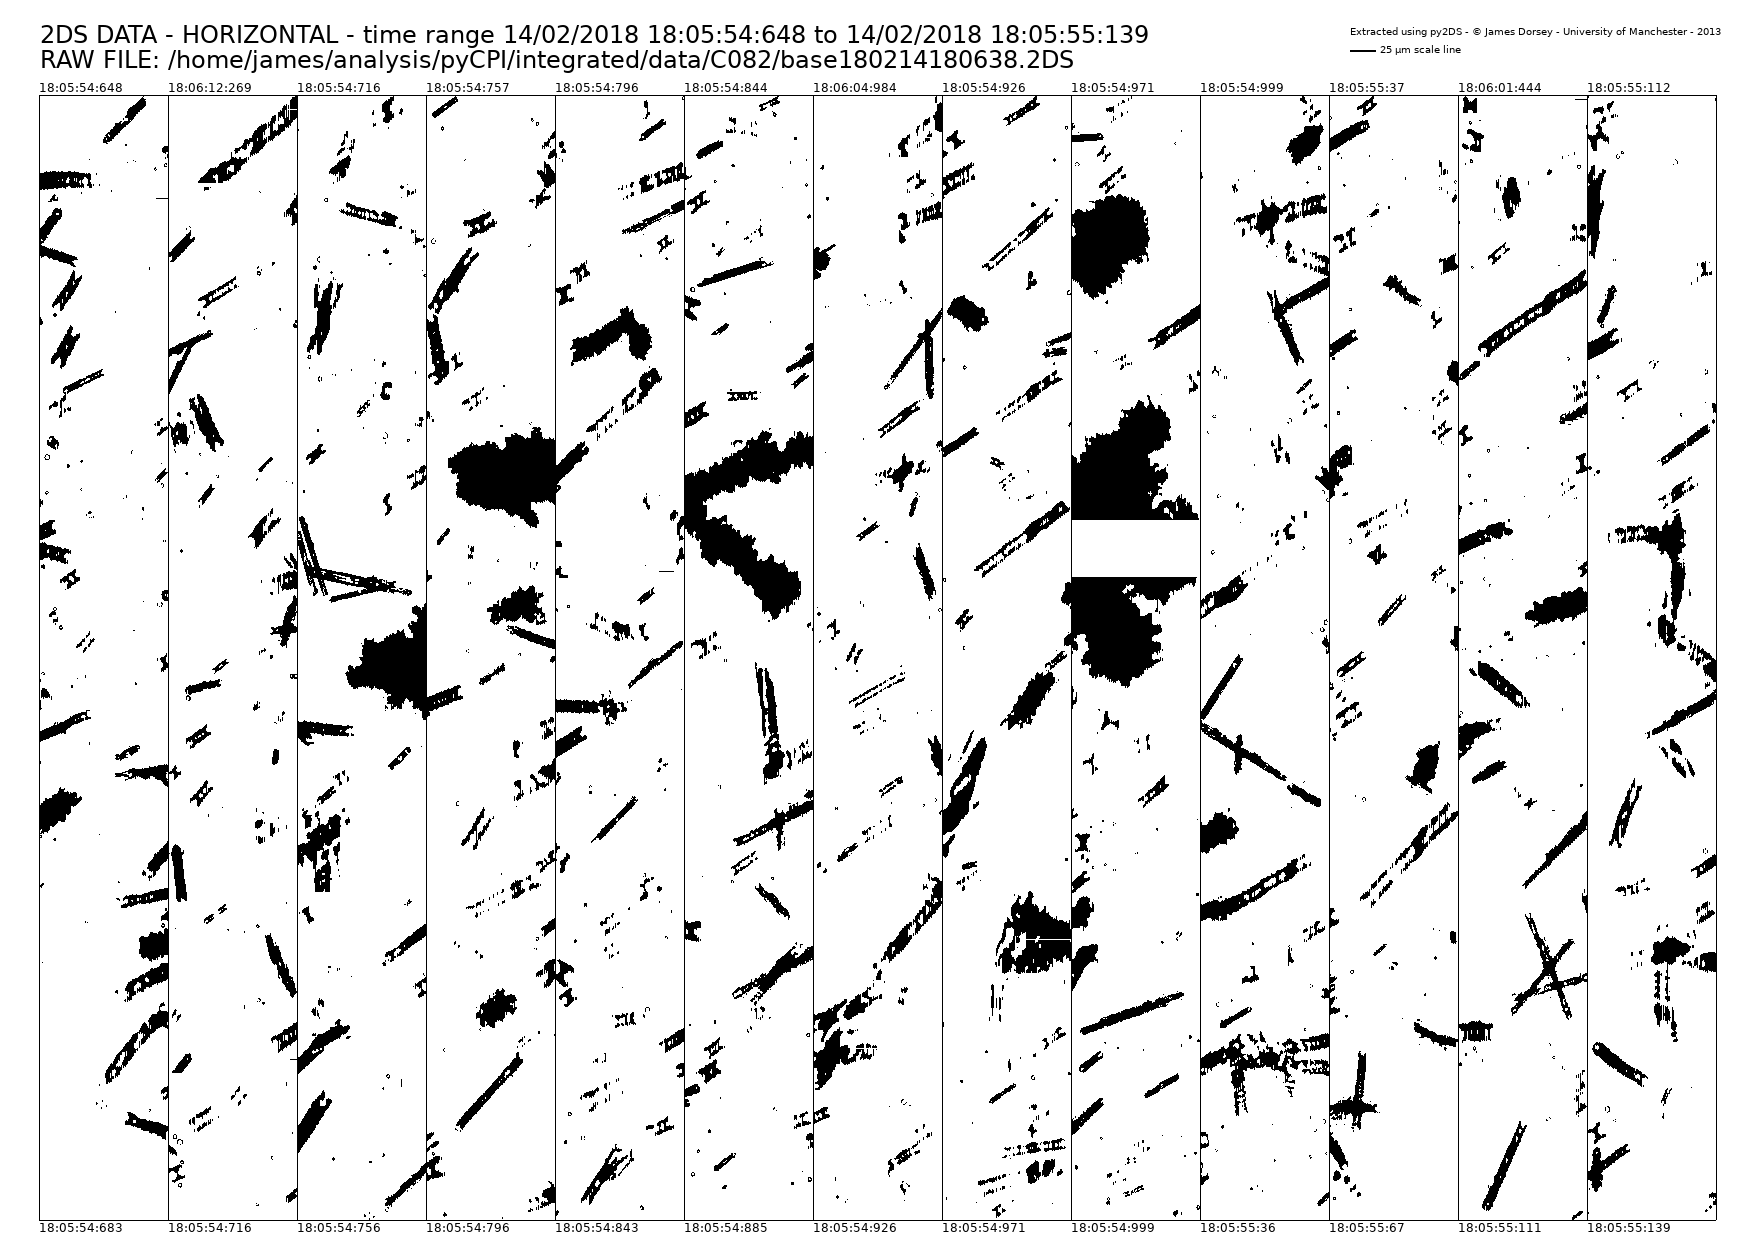 2DS DATA - HORIZONTAL - time range 14/02/2018 18:05:54:648 to 14/02/2018 18:05:55:139
RAW FILE: /home/james/analysis/pyCPI/integrated/data/C082/base180214180638.2DS
Extracted using py2DS - © James Dorsey - University of Manchester - 2013
25 µm scale line
18:05:54:648 18:06:12:269 18:05:54:716 18:05:54:757 18:05:54:796 18:05:54:844 18:06:04:984 18:05:54:926 18:05:54:971 18:05:54:999 18:05:55:37 18:06:01:444 18:05:55:112
18:05:54:683 18:05:54:716 18:05:54:756 18:05:54:796 18:05:54:843 18:05:54:885 18:05:54:926 18:05:54:971 18:05:54:999 18:05:55:36 18:05:55:67 18:05:55:111 18:05:55:139